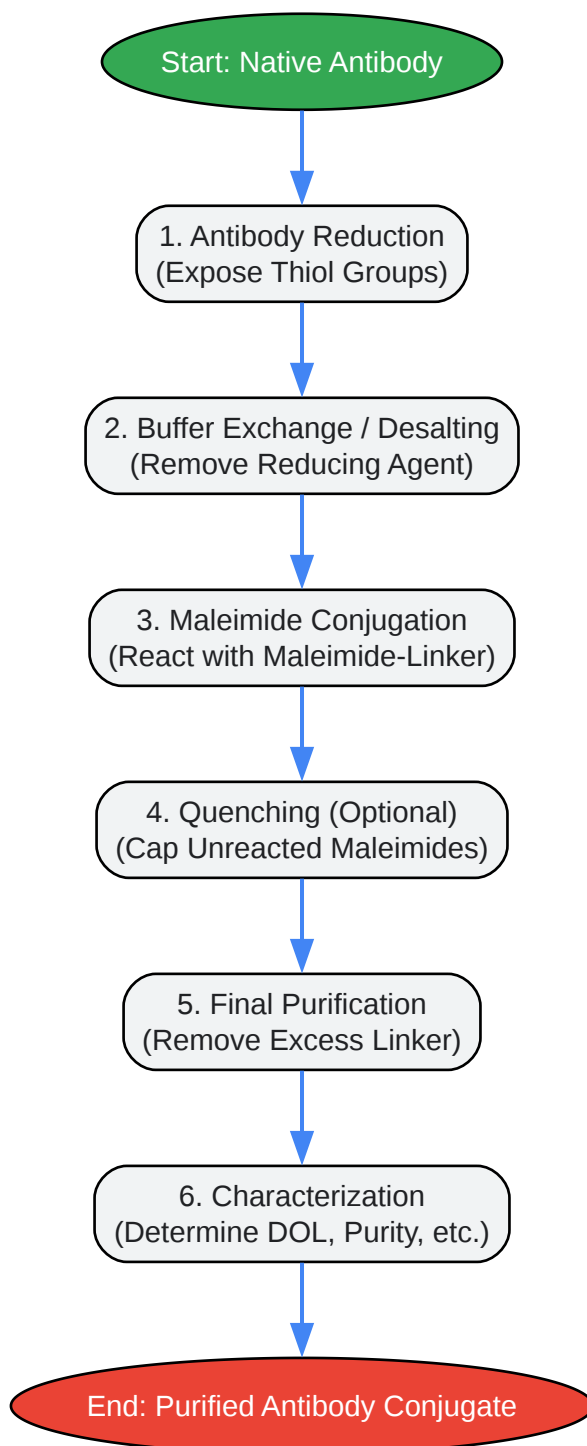 Start: Native Antibody
1. Antibody Reduction
(Expose Thiol Groups)
2. Buffer Exchange / Desalting
(Remove Reducing Agent)
3. Maleimide Conjugation
(React with Maleimide-Linker)
4. Quenching (Optional)
(Cap Unreacted Maleimides)
5. Final Purification
(Remove Excess Linker)
6. Characterization
(Determine DOL, Purity, etc.)
End: Purified Antibody Conjugate